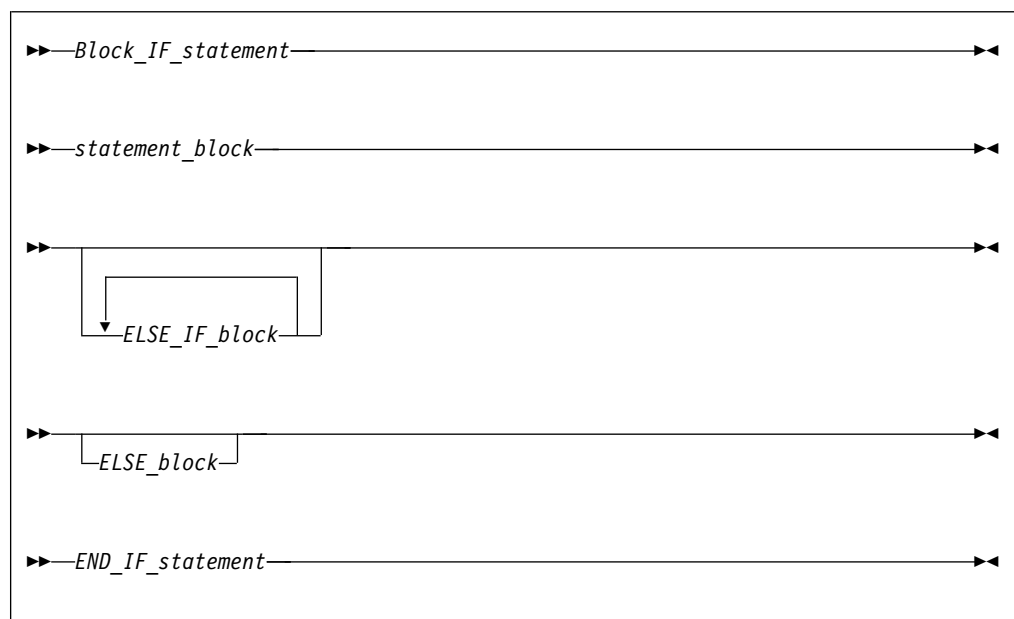 Block_IF_statement
statement_block
ELSE_IF_block
ELSE_block
END_IF_statement